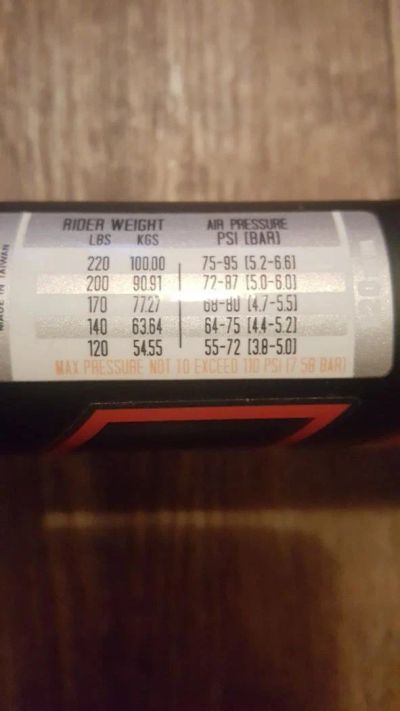 RIDER WEIGHT AIR PRESSURE
LBS KGS PSI (BAR)
220 100.00 75-95 (5.2-6.6)
200 90.91 72-87 (5.0-6.0)
170 77.27 68-80 (4.7-5.5)
140 63.64 64-75 (4.4-5.2)
120 54.55 55-72 (3.8-5.0)
MAX PRESSURE NOT TO EXCEED 110 PSI (7.58 BAR)
MADE IN TAIWAN